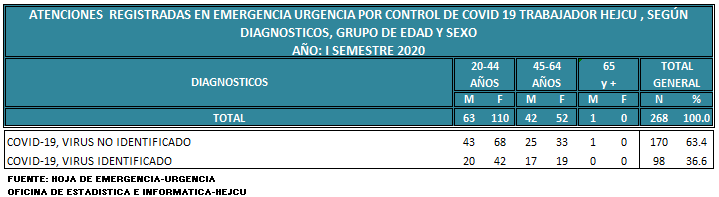 ATENCIONES REGISTRADAS EN EMERGENCIA URGENCIA POR CONTROL DE COVID 19 TRABAJADOR HEJCU , SEGÚN
DIAGNOSTICOS, GRUPO DE EDAD Y SEXO
AÑO: I SEMESTRE 2020
DIAGNOSTICOS 20-44 AÑOS 45-64 AÑOS 65 y + TOTAL GENERAL
M F M F M F N %
TOTAL 63 110 42 52 1 0 268 100.0
COVID-19, VIRUS NO IDENTIFICADO 43 68 25 33 1 0 170 63.4
COVID-19, VIRUS IDENTIFICADO 20 42 17 19 0 0 98 36.6
FUENTE: HOJA DE EMERGENCIA-URGENCIA
OFICINA DE ESTADISTICA E INFORMATICA-HEJCU